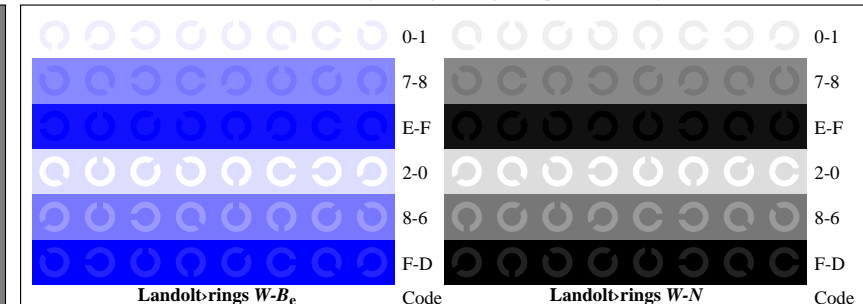 0-1 0-1
7-8 7-8
E-F E-F
2-0 2-0
8-6 8-6
F-D F-D
Landolt›rings W-Be Code Landolt›rings W-N Code